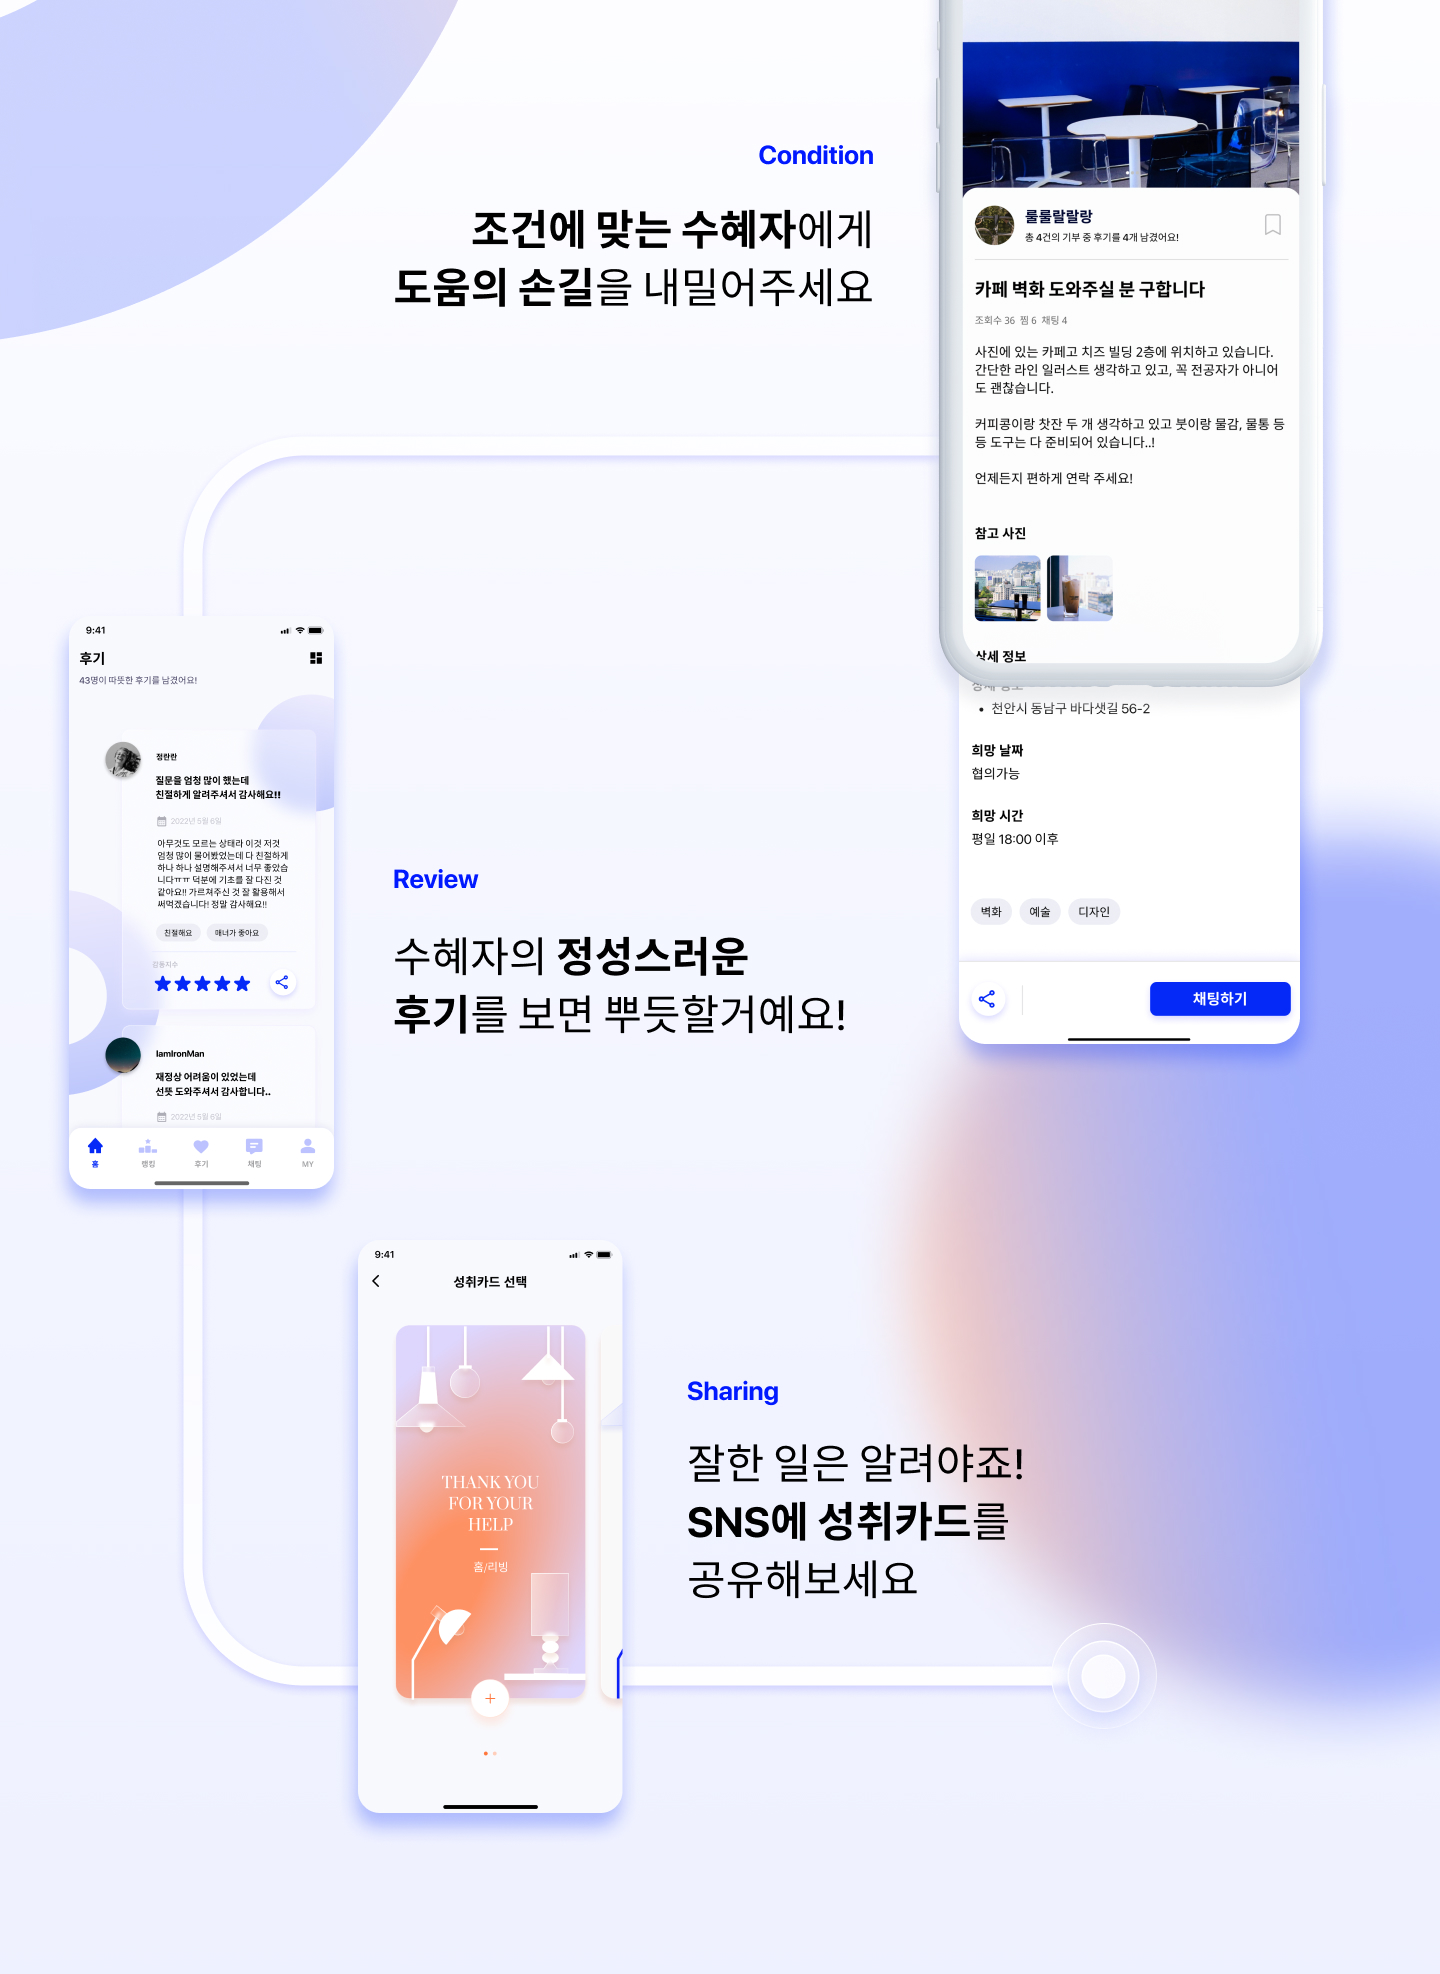 Condition
조건에 맞는 수혜자에게
도움의 손길을 내밀어주세요
룰룰랄랄랑
총 4건의 기부 중 후기를 4개 남겼어요!
카페 벽화 도와주실 분 구합니다
조회수 36 찜 6 채팅 4
사진에 있는 카페고 치즈 빌딩 2층에 위치하고 있습니다.
간단한 라인 일러스트 생각하고 있고, 꼭 전공자가 아니어
도 괜찮습니다.
커피콩이랑 찻잔 두 개 생각하고 있고 붓이랑 물감, 물통 등
등 도구는 다 준비되어 있습니다..!
언제든지 편하게 연락 주세요!
참고 사진
상세 정보
천안시 동남구 바다샛길 56-2
희망 날짜
협의가능
희망 시간
평일 18:00 이후
벽화
예술
디자인
채팅하기
9:41
후기
43명이 따뜻한 후기를 남겼어요!
정란란
질문을 엄청 많이 했는데
친절하게 알려주셔서 감사해요!!
2022년 5월 6일
아무것도 모르는 상태라 이것 저것
엄청 많이 물어봤었는데 다 친절하게
하나 하나 설명해주셔서 너무 좋았습
니다ㅠㅠ 덕분에 기초를 잘 다진 것
같아요!! 가르쳐주신 것 잘 활용해서
써먹겠습니다! 정말 감사해요!!
친절해요
매너가 좋아요
감동지수
IamIronMan
재정상 어려움이 있었는데
선뜻 도와주셔서 감사합니다..
2022년 5월 6일
홈
랭킹
후기
채팅
MY
Review
수혜자의 정성스러운
후기를 보면 뿌듯할거예요!
9:41
성취카드 선택
THANK YOU
FOR YOUR
HELP
홈/리빙
Sharing
잘한 일은 알려야죠!
SNS에 성취카드를
공유해보세요